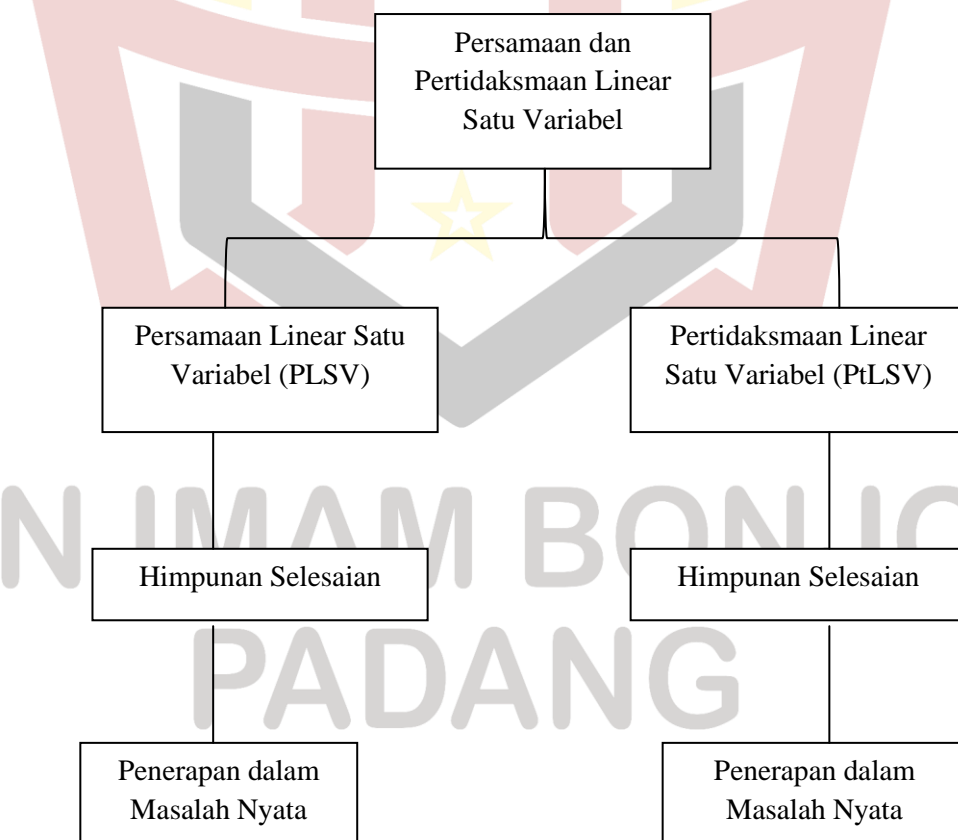 Persamaan dan
Pertidaksmaan Linear
Satu Variabel
Persamaan Linear Satu
Variabel (PLSV)
Pertidaksmaan Linear
Satu Variabel (PtLSV)
N IMAM BONJO
Himpunan Selesaian
Himpunan Selesaian
PADANG
Penerapan dalam
Masalah Nyata
Penerapan dalam
Masalah Nyata